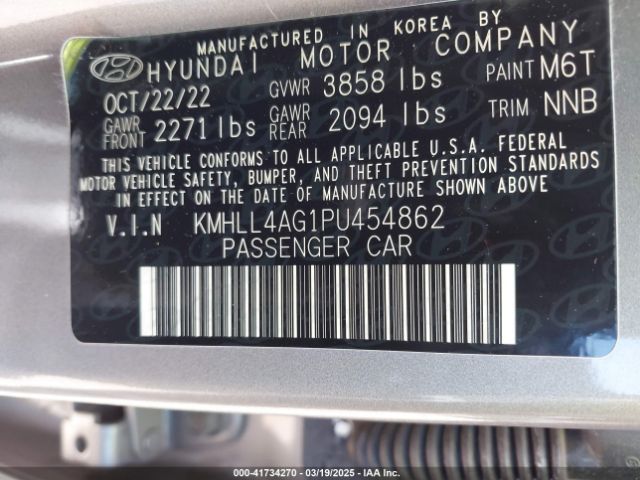 MANUFACTURED IN KOREA BY
HYUNDAI MOTOR COMPANY
OCT/22/22 GVWR 3858 lbs PAINT M6T
GAWR FRONT 2271 lbs GAWR REAR 2094 lbs TRIM NNB
THIS VEHICLE CONFORMS TO ALL APPLICABLE U.S.A. FEDERAL
MOTOR VEHICLE SAFETY, BUMPER, AND THEFT PREVENTION STANDARDS
IN EFFECT ON THE DATE OF MANUFACTURE SHOWN ABOVE
V.I.N KMHLL4AG1PU454862
PASSENGER CAR
000-41734270 - 03/19/2025 - IAA Inc.